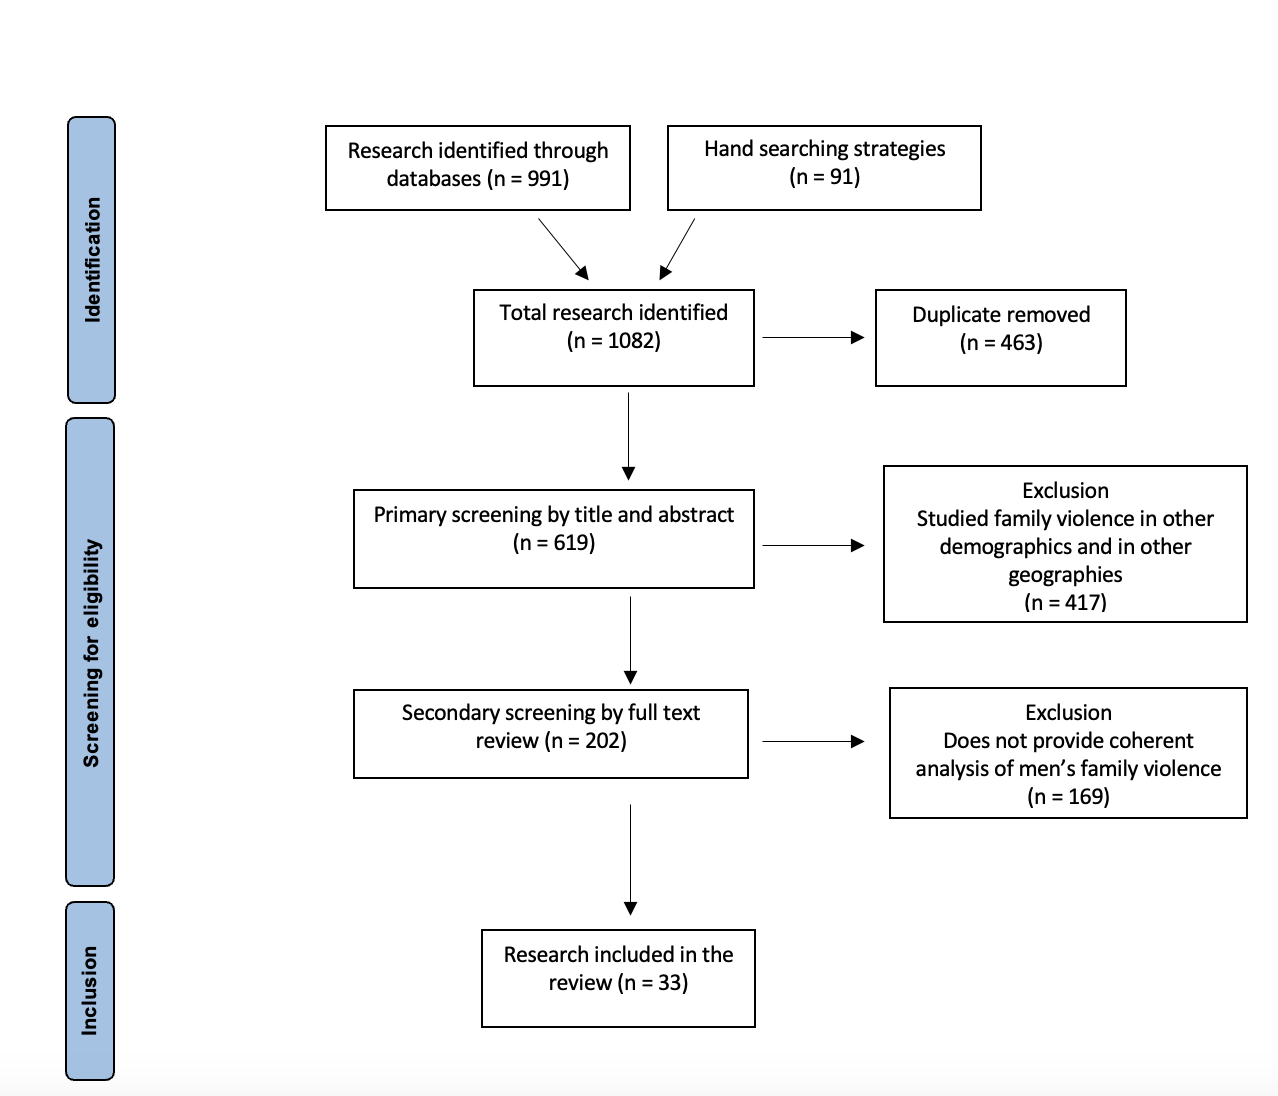 Identification
Research identified through
databases (n = 991)
Hand searching strategies
(n = 91)
Total research identified
(n = 1082)
Duplicate removed
(n = 463)
Screening for eligibility
Primary screening by title and abstract
(n = 619)
Exclusion
Studied family violence in other
demographics and in other
geographies
(n = 417)
Secondary screening by full text
review (n = 202)
Exclusion
Does not provide coherent
analysis of men’s family violence
(n = 169)
Inclusion
Research included in the
review (n = 33)